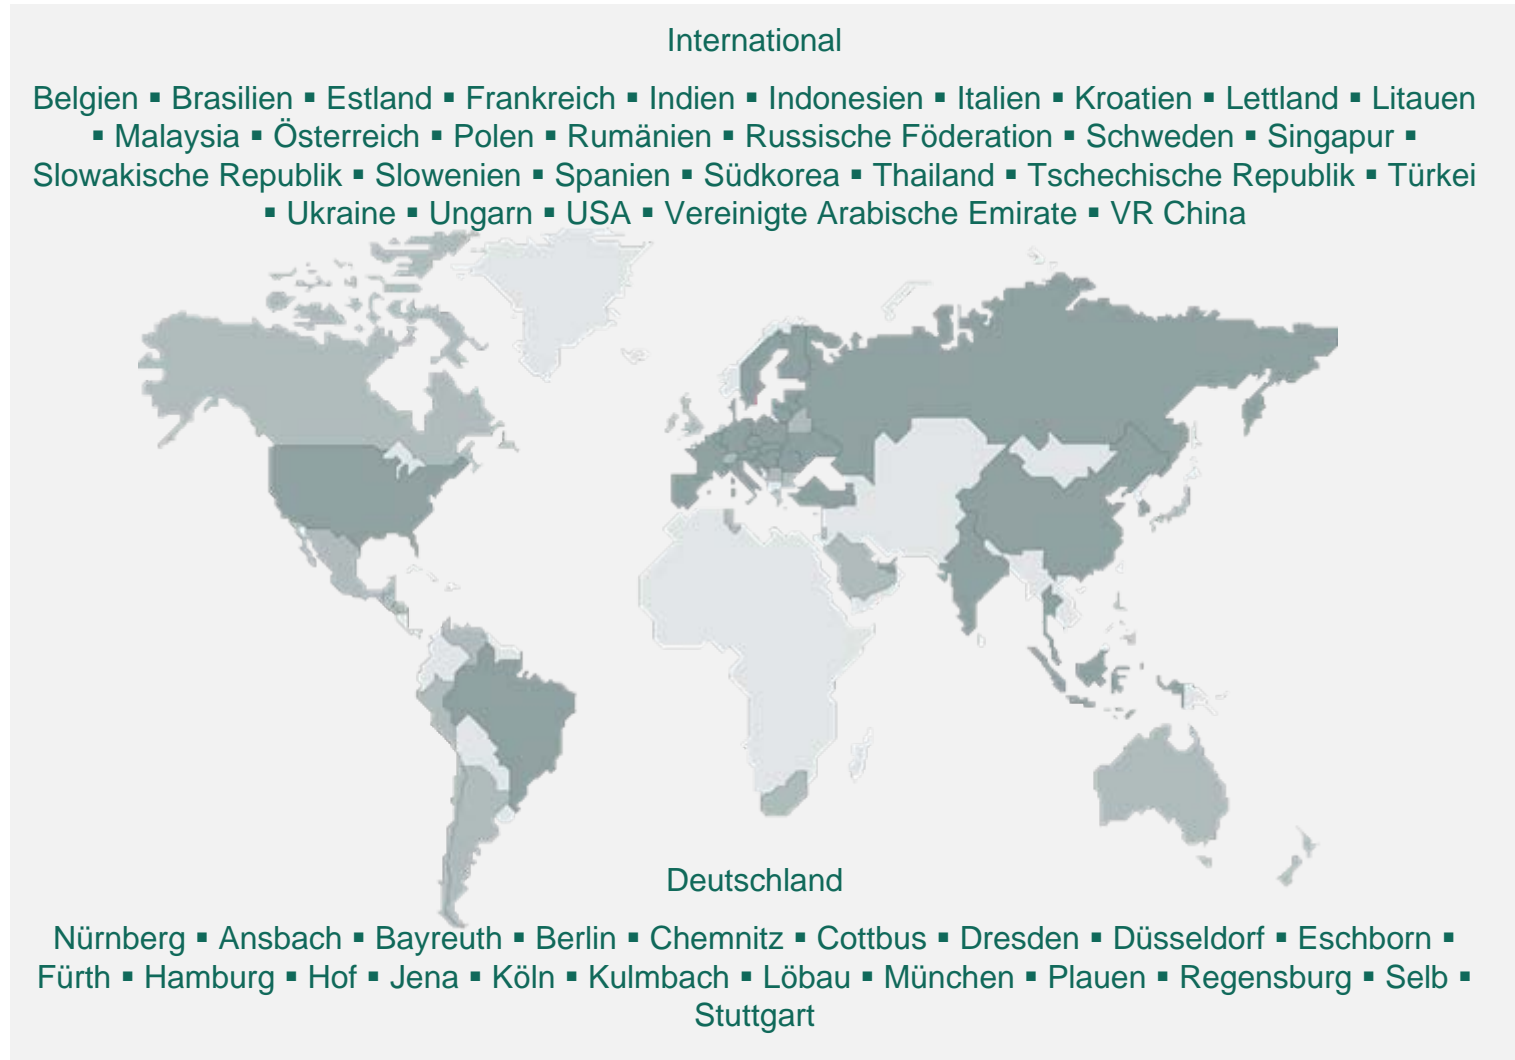 International
Belgien ▪ Brasilien ▪ Estland ▪ Frankreich ▪ Indien ▪ Indonesien ▪ Italien ▪ Kroatien ▪ Lettland ▪ Litauen
▪ Malaysia ▪ Österreich ▪ Polen ▪ Rumänien ▪ Russische Föderation ▪ Schweden ▪ Singapur ▪
Slowakische Republik ▪ Slowenien ▪ Spanien ▪ Südkorea ▪ Thailand ▪ Tschechische Republik ▪ Türkei
▪ Ukraine ▪ Ungarn ▪ USA ▪ Vereinigte Arabische Emirate ▪ VR China
Deutschland
Nürnberg ▪ Ansbach ▪ Bayreuth ▪ Berlin ▪ Chemnitz ▪ Cottbus ▪ Dresden ▪ Düsseldorf ▪ Eschborn ▪
Fürth ▪ Hamburg ▪ Hof ▪ Jena ▪ Köln ▪ Kulmbach ▪ Löbau ▪ München ▪ Plauen ▪ Regensburg ▪ Selb ▪
Stuttgart